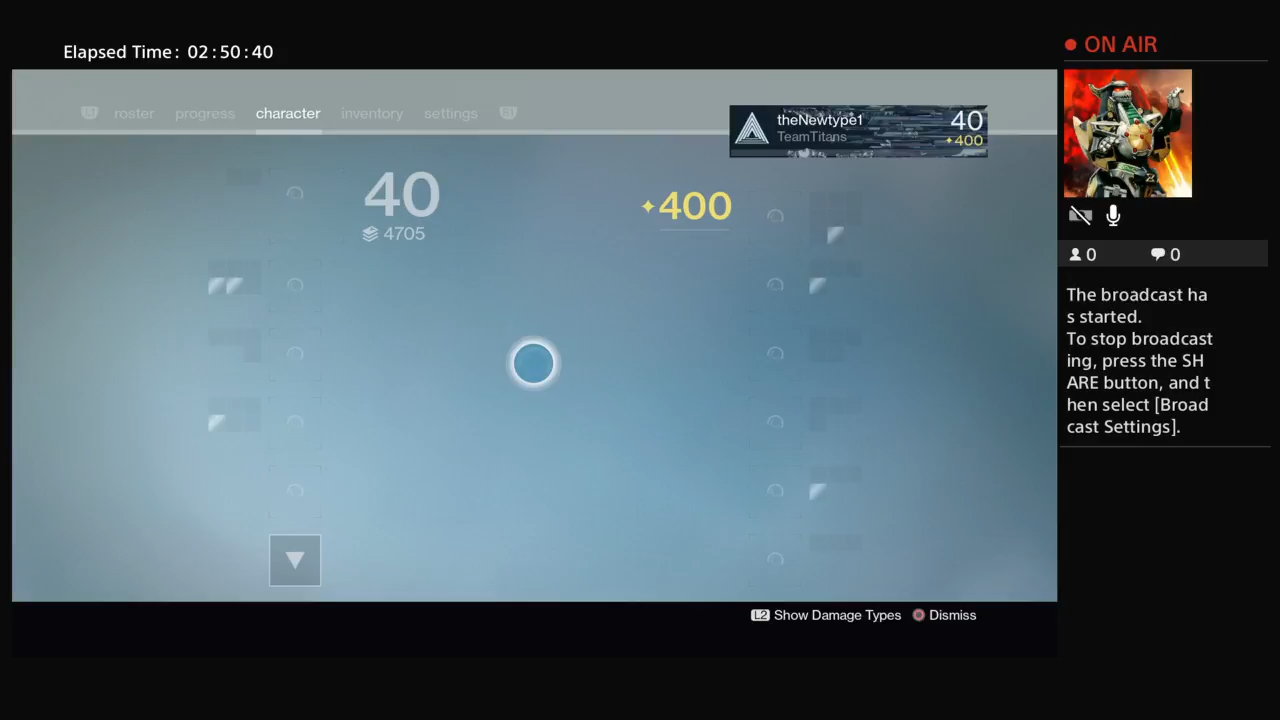 Elapsed Time: 02:50:40
ON AIR
L1 roster progress character inventory settings R1
theNewtype1 40
TeamTitans 400
40
4705
400
0 0
The broadcast ha
s started.
To stop broadcast
ing, press the SH
ARE button, and t
hen select [Broad
cast Settings].
L2 Show Damage Types Dismiss